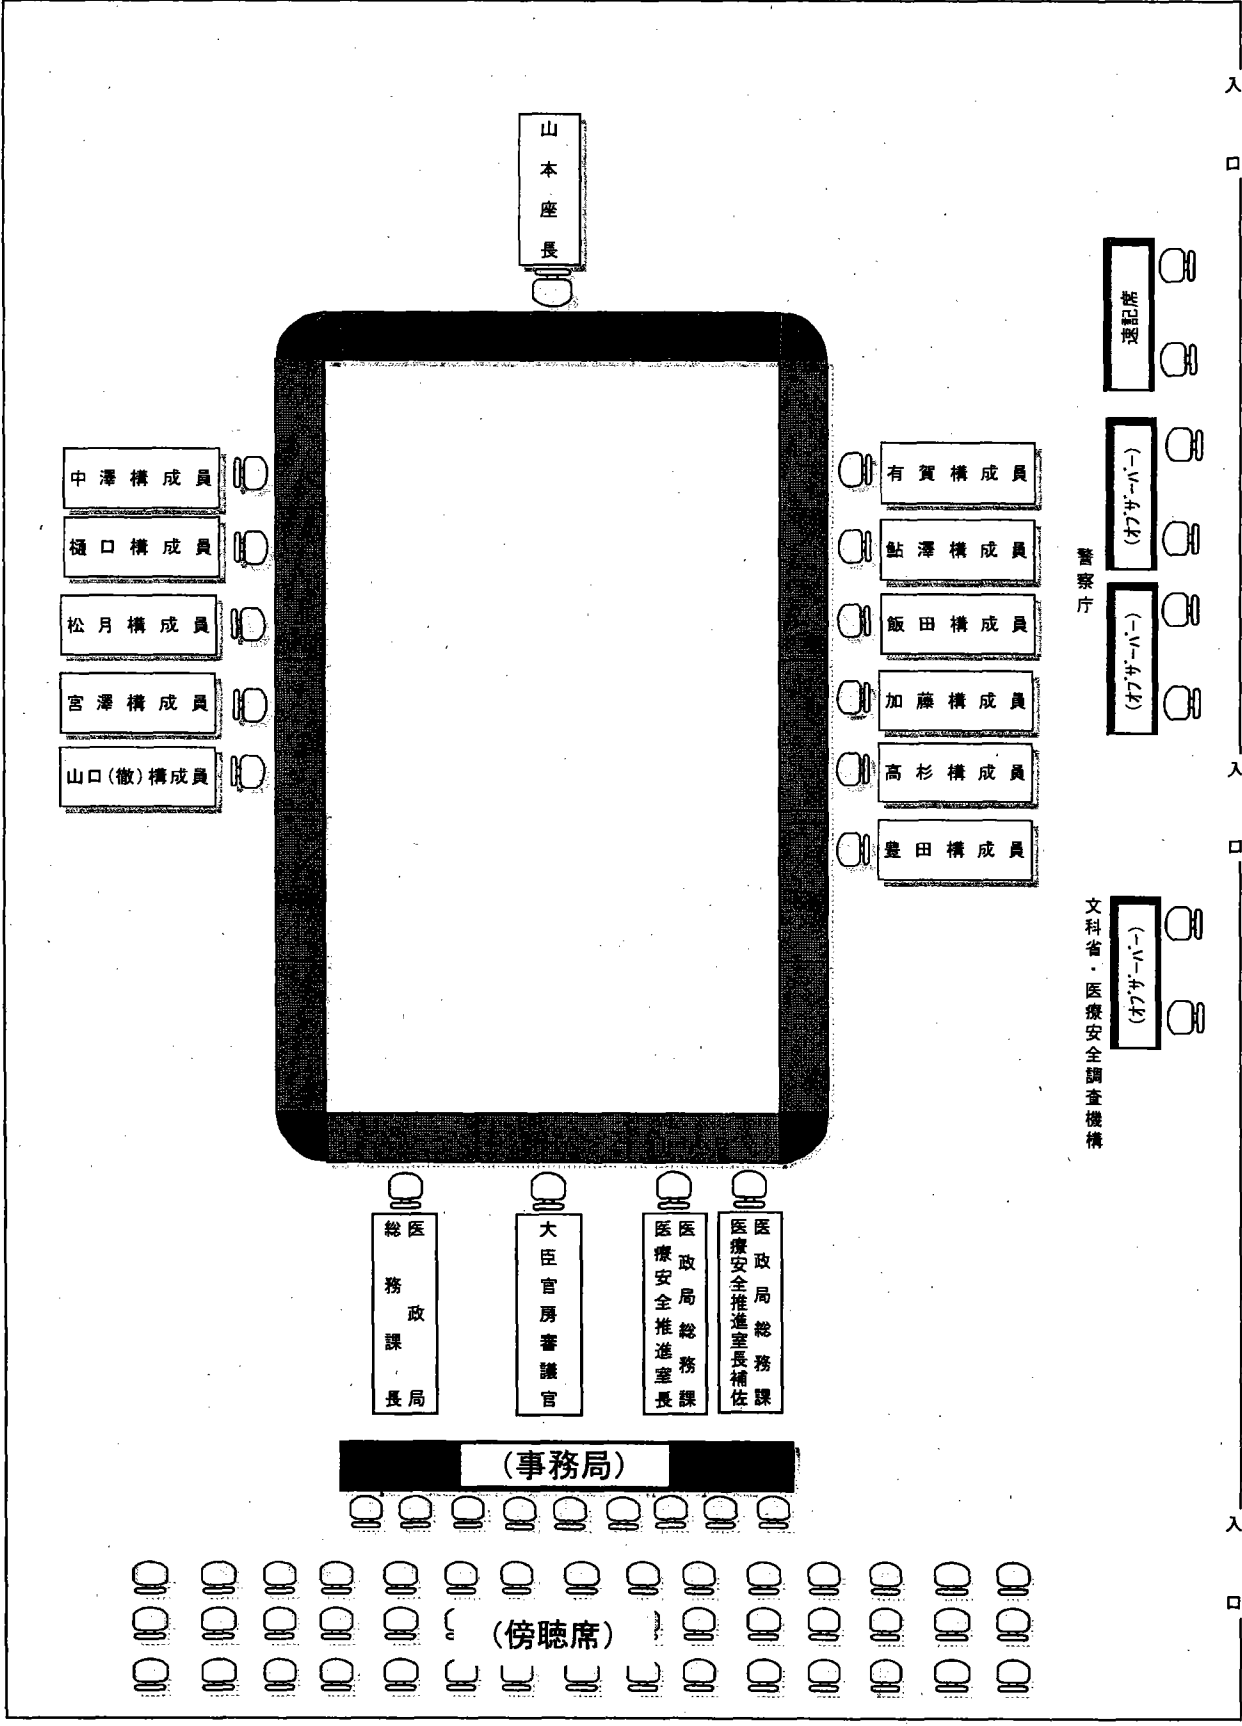 入口
山本座長
速記席
中澤構成員
樋口構成員
松月構成員
宮澤構成員
山口(徹)構成員
有賀構成員
鮎澤構成員
飯田構成員
加藤構成員
高杉構成員
豊田構成員
警察庁
(オブザーバー)
(オブザーバー)
入口
文科省・医療安全調査機構
(オブザーバー)
医政局
総務課長
大臣官房審議官
医政局総務課
医療安全推進室長
医政局総務課
医療安全推進室長補佐
(事務局)
入口
(傍聴席)